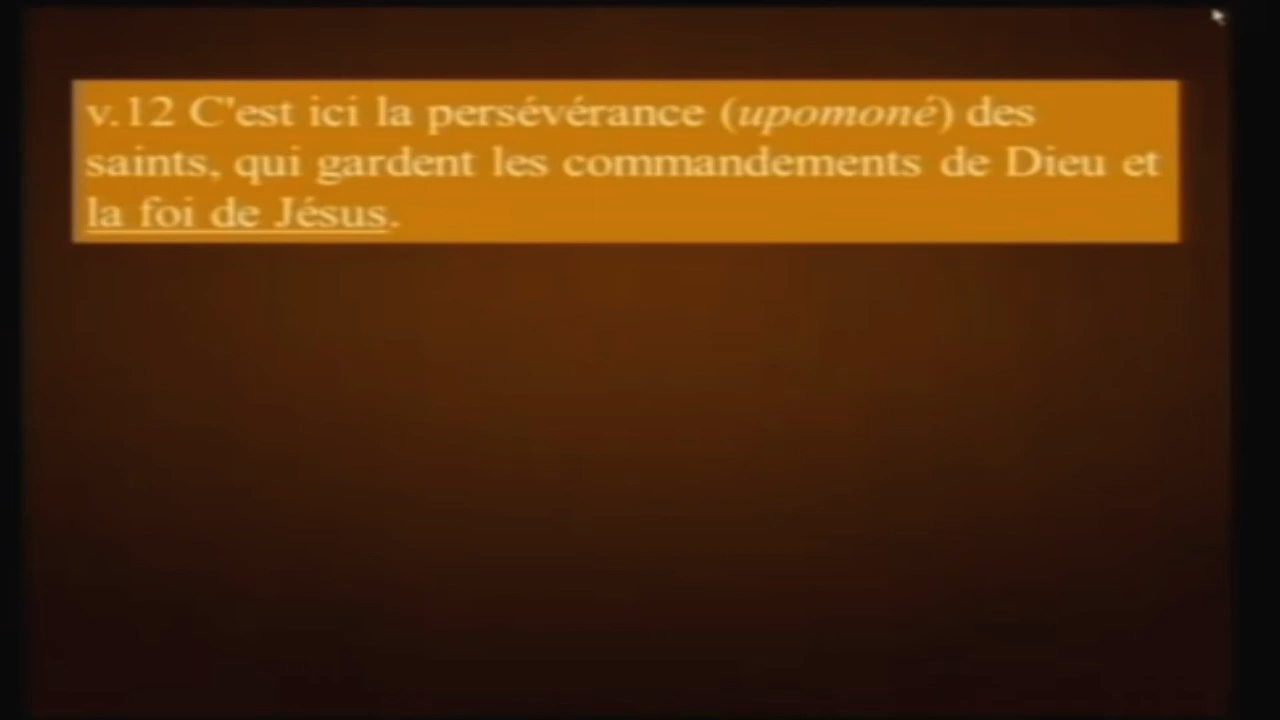 v.12 C'est ici la persévérance (upomoné) des
saints, qui gardent les commandements de Dieu et
la foi de Jésus.